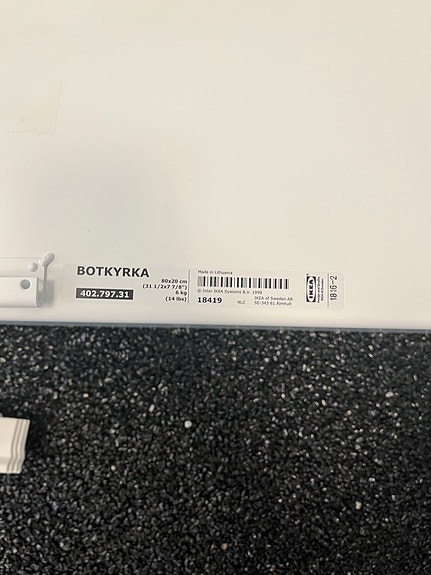 BOTKYRKA
402.797.31
80x20 cm
(31 1/2x7 7/8")
6 kg
(14 lbs)
Made in Lithuania
© Inter IKEA Systems B.V. 1999
18419
NLC
IKEA of Sweden AB
SE-343 81 Älmhult
IKEA
1816-2